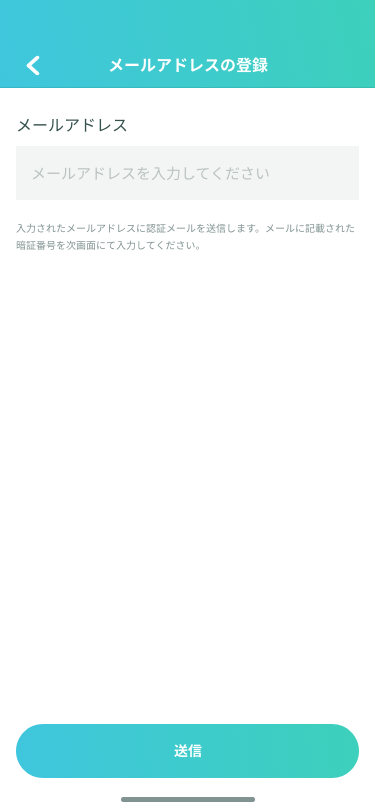 メールアドレスの登録
メールアドレス
メールアドレスを入力してください
入力されたメールアドレスに認証メールを送信します。メールに記載された
暗証番号を次画面にて入力してください。
送信